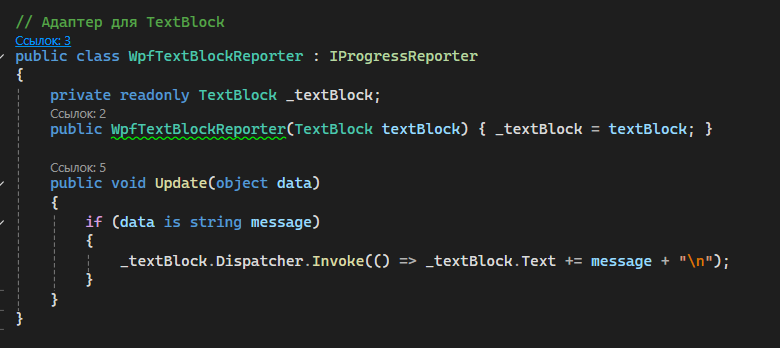 // Адаптер для TextBlock
Ссылок: 3
public class WpfTextBlockReporter : IProgressReporter
{
private readonly TextBlock _textBlock;
Ссылок: 2
public WpfTextBlockReporter(TextBlock textBlock) { _textBlock = textBlock; }
Ссылок: 5
public void Update(object data)
{
if (data is string message)
{
_textBlock.Dispatcher.Invoke(() => _textBlock.Text += message + "\n");
}
}
}